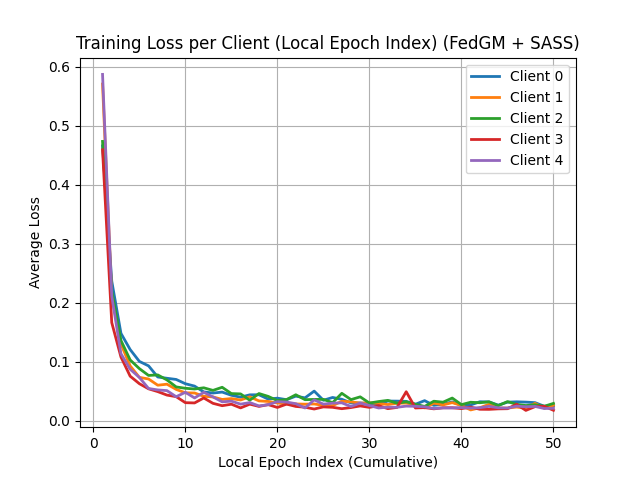 Training Loss per Client (Local Epoch Index) (FedGM + SASS)
Average Loss
0.6
0.5
0.4
0.3
0.2
0.1
0.0
Client 0
Client 1
Client 2
Client 3
Client 4
0
10
20
30
40
50
Local Epoch Index (Cumulative)